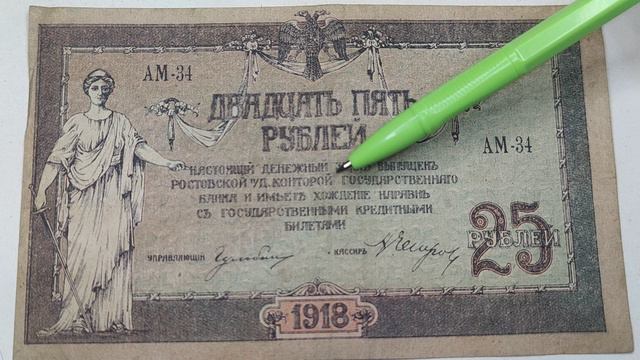 АМ-34
ДВАДЦАТЬ ПЯТЬ
РУБЛЕЙ
АМ-34
НАСТОЯЩІЙ ДЕНЕЖНЫЙ ВЫПУЩЕНЪ
РОСТОВСКОЙ Н/Д. КОНТОРОЙ ГОСУДАРСТВЕННАГО
БАНКА И ИМѢЕТЪ ХОЖДЕНІЕ НАРАВНѢ
СЪ ГОСУДАРСТВЕННЫМИ КРЕДИТНЫМИ
БИЛЕТАМИ
25
РУБЛЕЙ
УПРАВЛЯЮЩІЙ
КАССИРЪ
1918